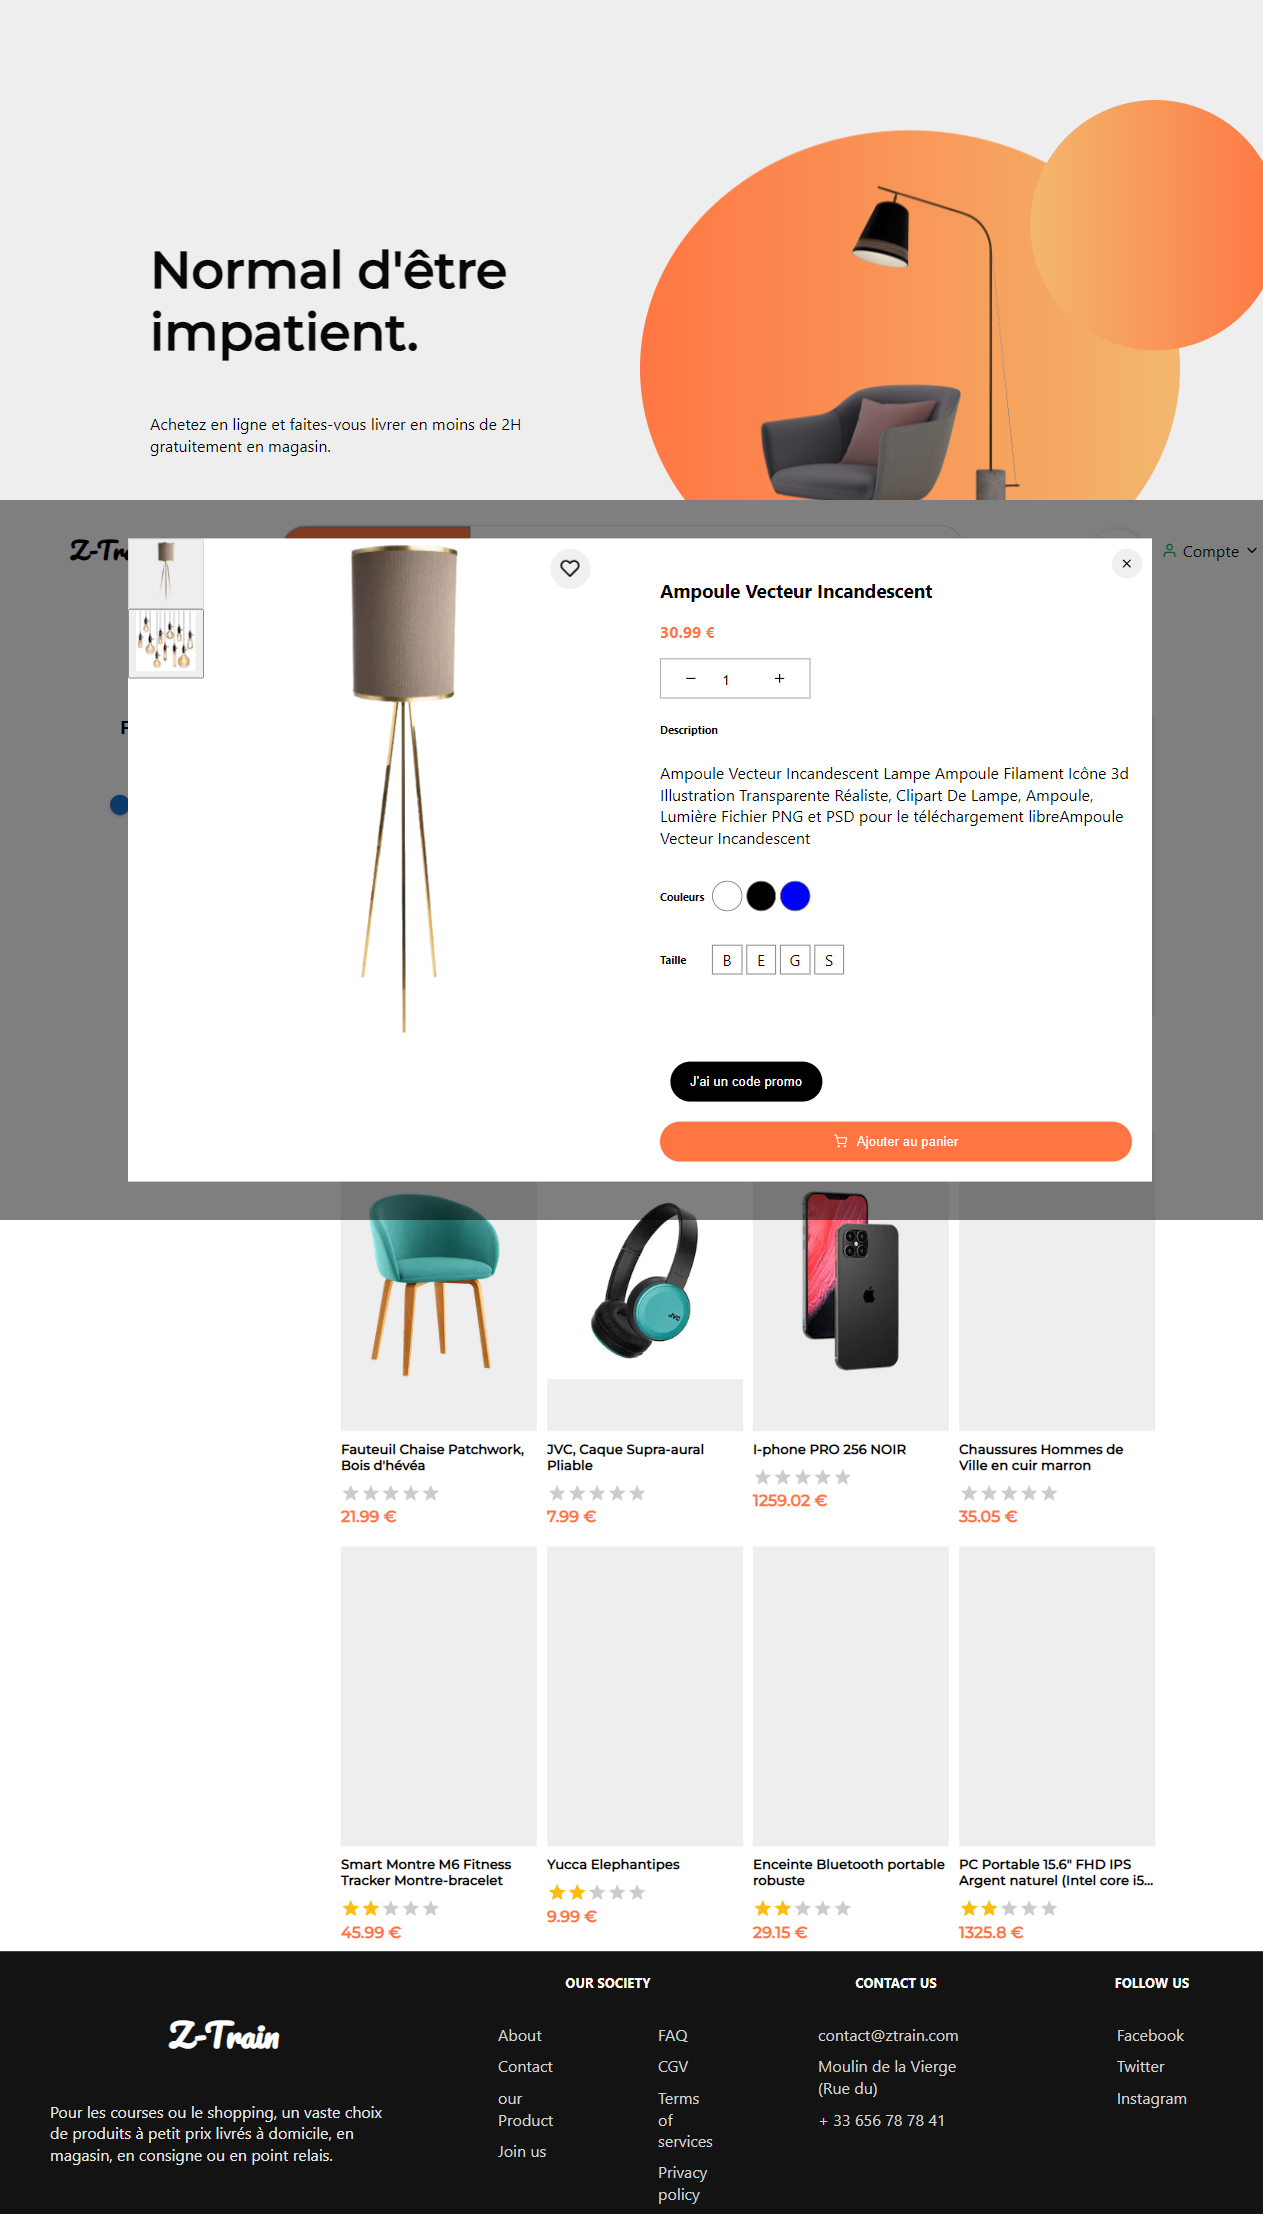 Normal d'être
impatient.
Achetez en ligne et faites-vous livrer en moins de 2H
gratuitement en magasin.
Compte
Ampoule Vecteur Incandescent
30.99 €
− 1 +
Description
Ampoule Vecteur Incandescent Lampe Ampoule Filament Icône 3d
Illustration Transparente Réaliste, Clipart De Lampe, Ampoule,
Lumière Fichier PNG et PSD pour le téléchargement libreAmpoule
Vecteur Incandescent
Couleurs
Taille B E G S
J'ai un code promo
Ajouter au panier
JVC
Fauteuil Chaise Patchwork,
Bois d'hévéa
21.99 €
JVC, Caque Supra-aural
Pliable
7.99 €
I-phone PRO 256 NOIR
1259.02 €
Chaussures Hommes de
Ville en cuir marron
35.05 €
Smart Montre M6 Fitness
Tracker Montre-bracelet
45.99 €
Yucca Elephantipes
9.99 €
Enceinte Bluetooth portable
robuste
29.15 €
PC Portable 15.6" FHD IPS
Argent naturel (Intel core i5...
1325.8 €
Z-Train
Pour les courses ou le shopping, un vaste choix
de produits à petit prix livrés à domicile, en
magasin, en consigne ou en point relais.
OUR SOCIETY
About
Contact
our
Product
Join us
FAQ
CGV
Terms
of
services
Privacy
policy
CONTACT US
contact@ztrain.com
Moulin de la Vierge
(Rue du)
+ 33 656 78 78 41
FOLLOW US
Facebook
Twitter
Instagram